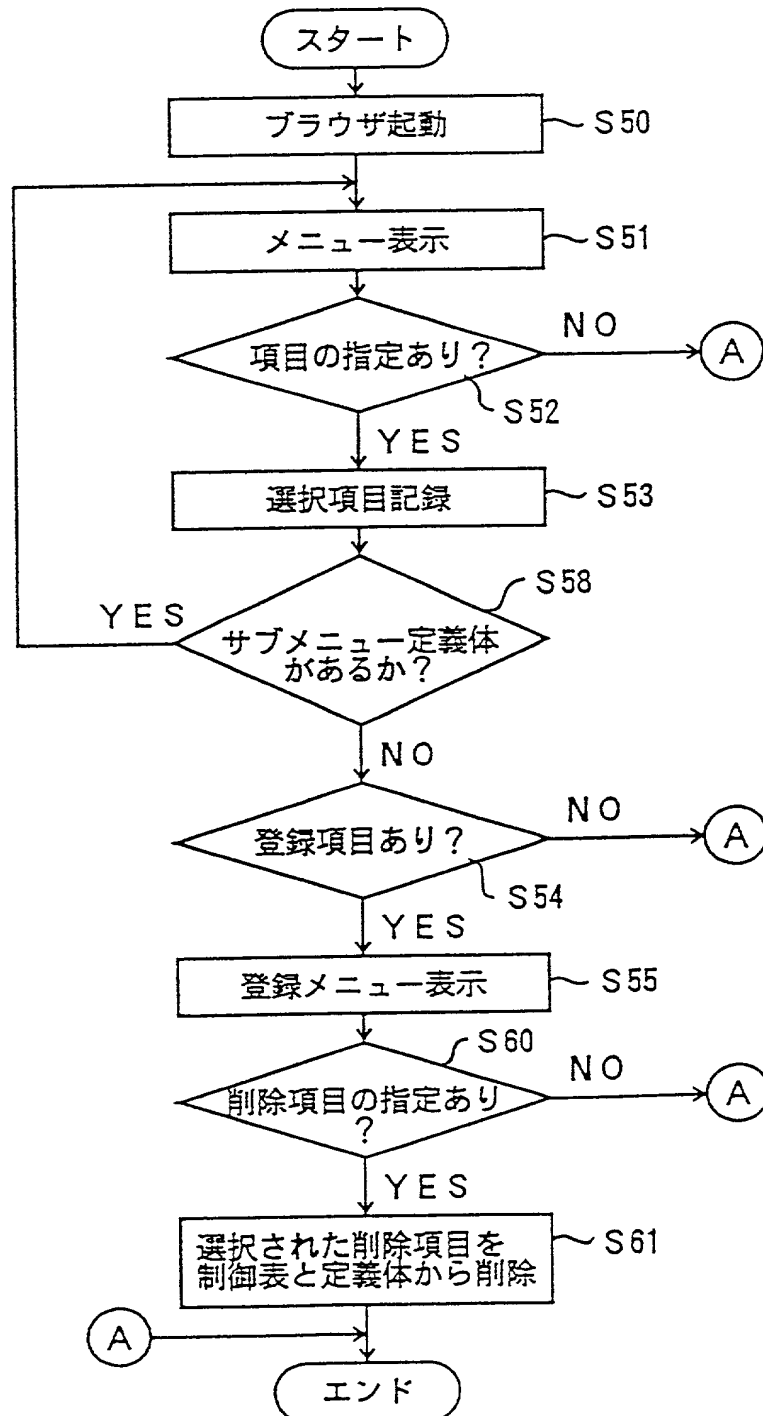 スタート
ブラウザ起動
S50
メニュー表示
S51
項目の指定あり？
NO
A
S52
YES
選択項目記録
S53
S58
YES
サブメニュー定義体
があるか？
NO
登録項目あり？
NO
A
S54
YES
登録メニュー表示
S55
S60
削除項目の指定あり
？
NO
A
YES
選択された削除項目を
制御表と定義体から削除
S61
A
エンド